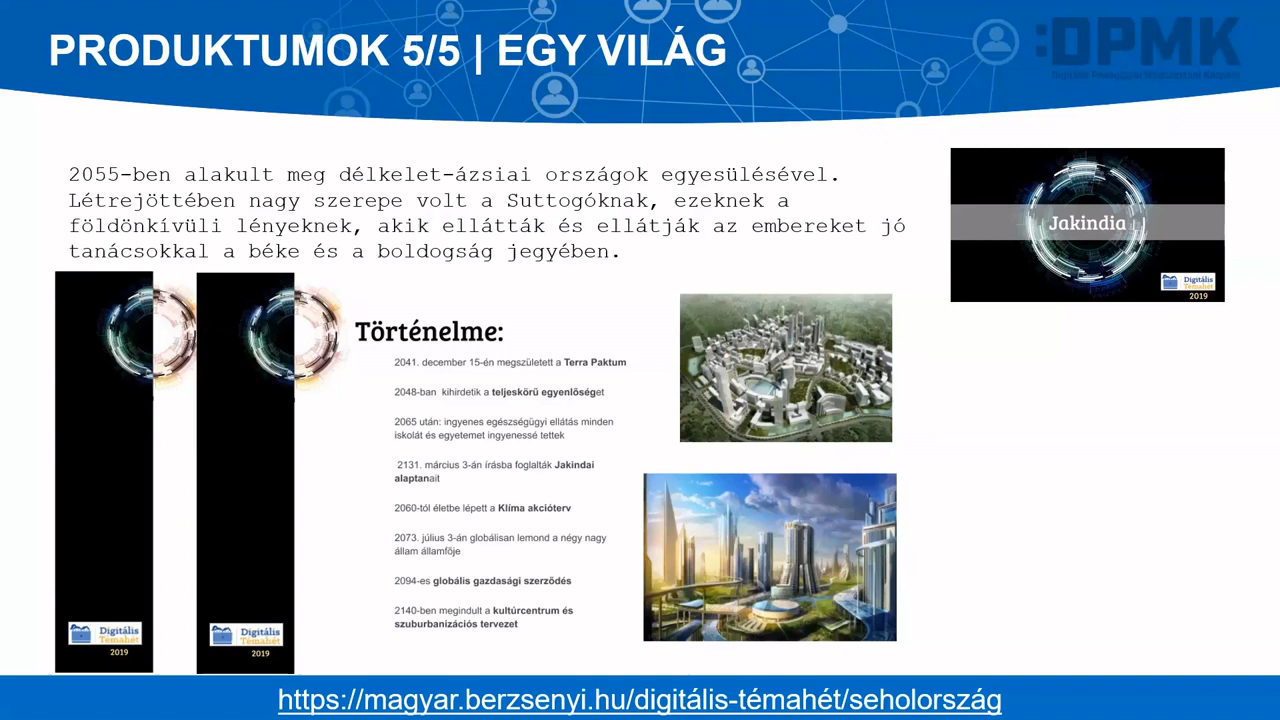 PRODUKTUMOK 5/5 | EGY VILÁG
:DPMK
2055-ben alakult meg délkelet-ázsiai országok egyesülésével.
Létrejöttében nagy szerepe volt a Suttogóknak, ezeknek a
földönkívüli lényeknek, akik ellátták és ellátják az embereket jó
tanácsokkal a béke és a boldogság jegyében.
Jakindia
Digitális
Témahét
2019
Történelme:
2041. december 15-én megszületett a Terra Paktum
2048-ban kihirdetik a teljeskörű egyenlőséget
2065 után: ingyenes egészségügyi ellátás minden
iskolát és egyetemet ingyenessé tettek
2131. március 3-án írásba foglalták Jakindai
alaptanait
2060-tól életbe lépett a Klíma akcióterv
2073. július 3-án globálisan lemond a négy nagy
állam államfője
2094-es globális gazdasági szerződés
2140-ben megindult a kultúrcentrum és
szuburbanizációs tervezet
Digitális
Témahét
2019
Digitális
Témahét
2019
https://magyar.berzsenyi.hu/digitális-témahét/seholország